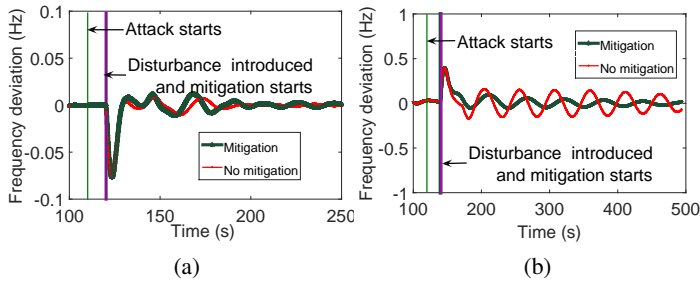 Frequency deviation (Hz)
0.1
0.05
0
-0.05
-0.1
Attack starts
Disturbance introduced
and mitigation starts
Mitigation
No mitigation
100
150
200
250
Time (s)
(a)
Frequency deviation (Hz)
1
0.5
0
-0.5
-1
Attack starts
Mitigation
No mitigation
Disturbance introduced
and mitigation starts
100
200
300
400
500
Time (s)
(b)